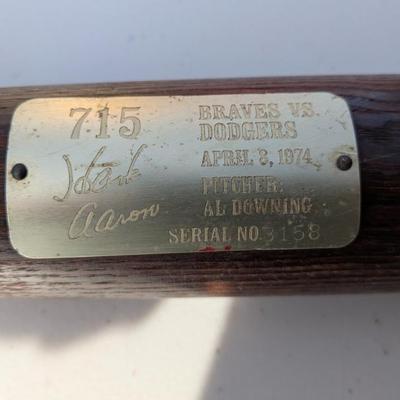 715
Hank
Aaron
BRAVES VS.
DODGERS
APRIL 8, 1974
PITCHER:
AL DOWNING
SERIAL NO. 3158